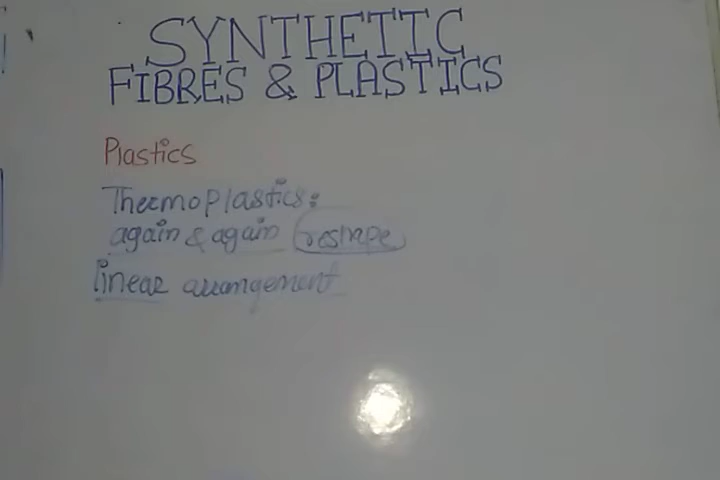 SYNTHETIC
FIBRES & PLASTICS
Plastics
Thermoplastics:
again & again reshape
linear arrangement